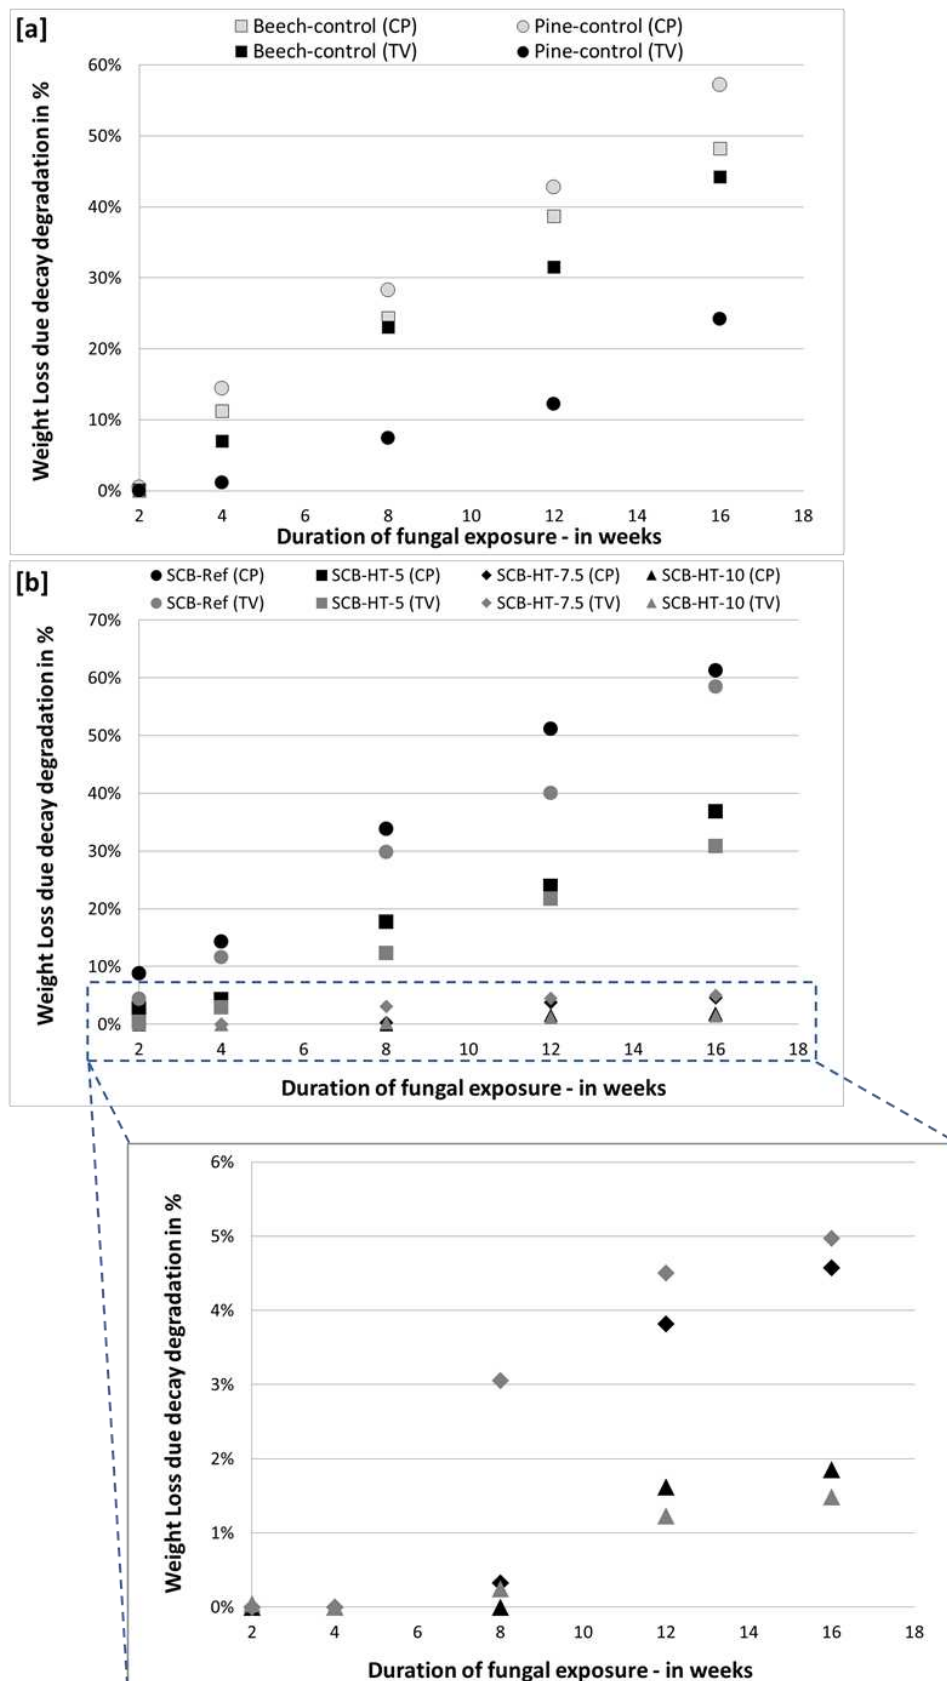 [a]
Beech-control (CP) Pine-control (CP)
Beech-control (TV) Pine-control (TV)
Weight Loss due decay degradation in %
60%
50%
40%
30%
20%
10%
0%
2 4 6 8 10 12 14 16 18
Duration of fungal exposure - in weeks
[b]
SCB-Ref (CP) SCB-HT-5 (CP) SCB-HT-7.5 (CP) SCB-HT-10 (CP)
SCB-Ref (TV) SCB-HT-5 (TV) SCB-HT-7.5 (TV) SCB-HT-10 (TV)
Weight Loss due decay degradation in %
70%
60%
50%
40%
30%
20%
10%
0%
2 4 6 8 10 12 14 16 18
Duration of fungal exposure - in weeks
Weight Loss due decay degradation in %
6%
5%
4%
3%
2%
1%
0%
2 4 6 8 10 12 14 16 18
Duration of fungal exposure - in weeks